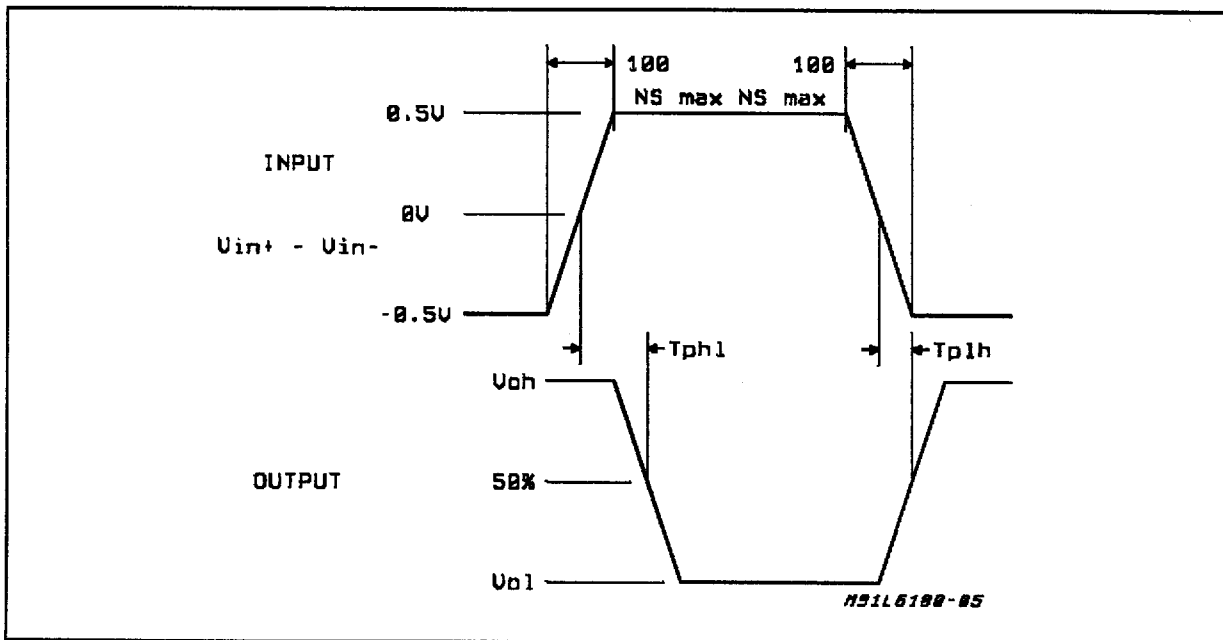 100 100
NS max NS max
0.5V
INPUT
0V
Vin+ - Vin-
-0.5V
Tphl Tplh
Voh
OUTPUT 50%
Vol
M91L6180-05